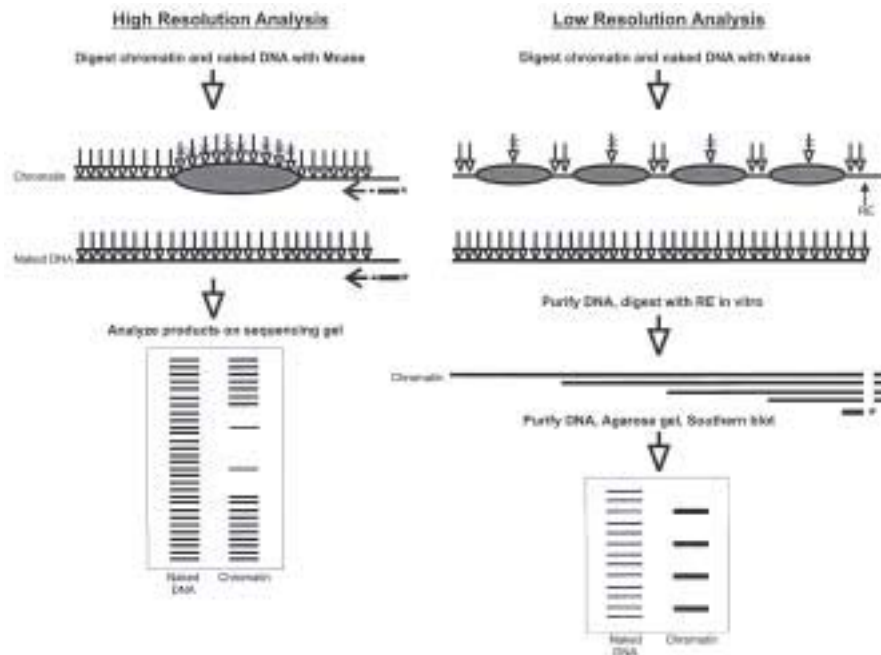 High Resolution Analysis
Digest chromatin and naked DNA with Mnase
Chromatin
Naked DNA
Analyze products on sequencing gel
Naked
DNA
Chromatin
Low Resolution Analysis
Digest chromatin and naked DNA with Mnase
RE
Purify DNA, digest with RE in vitro
Chromatin
Purify DNA, Agarose gel, Southern blot
Naked
DNA
Chromatin